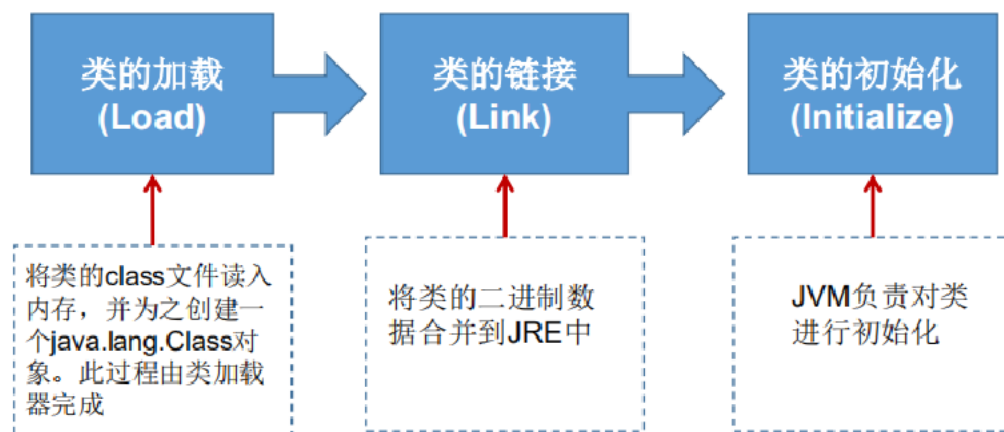 类的加载
(Load)
类的链接
(Link)
类的初始化
(Initialize)
将类的class文件读入
内存，并为之创建一
个java.lang.Class对
象。此过程由类加载
器完成
将类的二进制数
据合并到JRE中
JVM负责对类
进行初始化